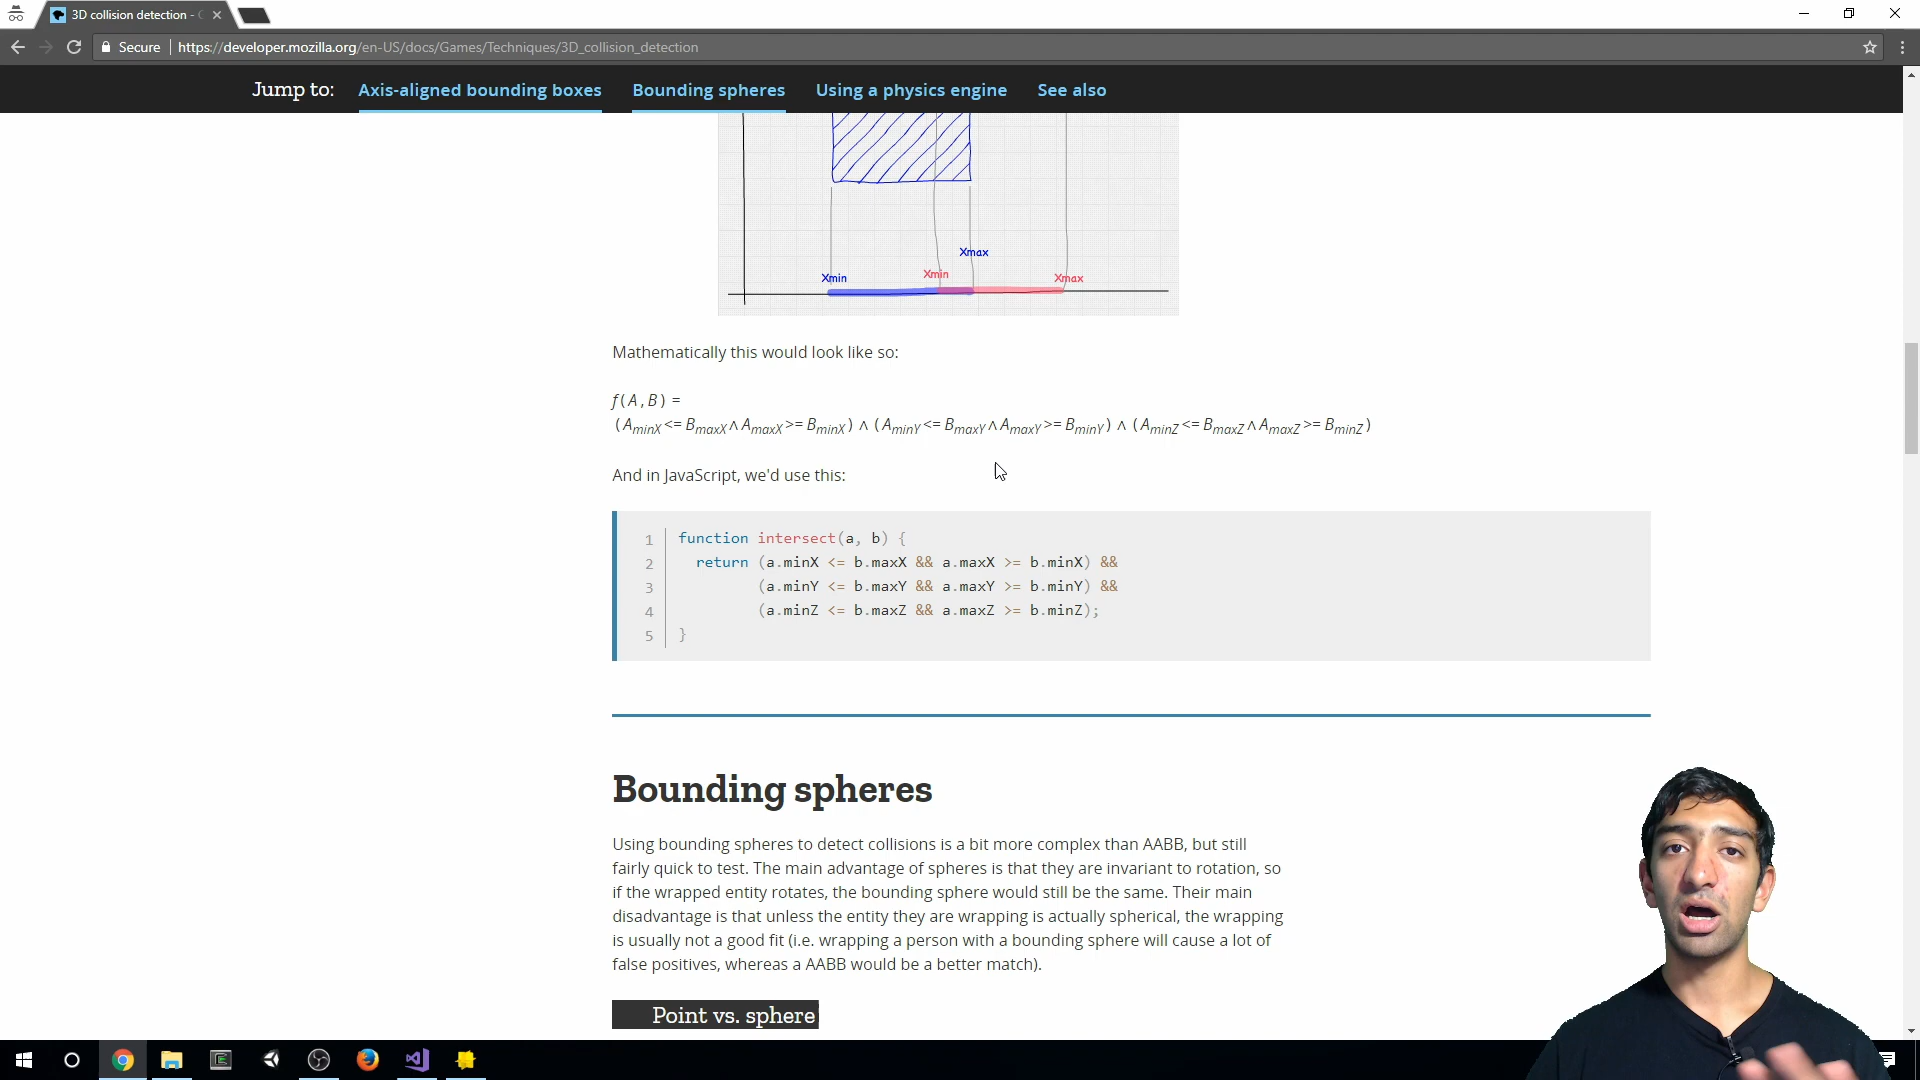 3D collision detection - G
Secure https://developer.mozilla.org/en-US/docs/Games/Techniques/3D_collision_detection
Jump to: Axis-aligned bounding boxes Bounding spheres Using a physics engine See also
Xmax
Xmin Xmin Xmax
Mathematically this would look like so:
f(A,B) =
(AminX <= BmaxX ∧ AmaxX >= BminX) ∧ (AminY <= BmaxY ∧ AmaxY >= BminY) ∧ (AminZ <= BmaxZ ∧ AmaxZ >= BminZ)
And in JavaScript, we'd use this:
1 function intersect(a, b) {
2 return (a.minX <= b.maxX && a.maxX >= b.minX) &&
3 (a.minY <= b.maxY && a.maxY >= b.minY) &&
4 (a.minZ <= b.maxZ && a.maxZ >= b.minZ);
5 }
Bounding spheres
Using bounding spheres to detect collisions is a bit more complex than AABB, but still
fairly quick to test. The main advantage of spheres is that they are invariant to rotation, so
if the wrapped entity rotates, the bounding sphere would still be the same. Their main
disadvantage is that unless the entity they are wrapping is actually spherical, the wrapping
is usually not a good fit (i.e. wrapping a person with a bounding sphere will cause a lot of
false positives, whereas a AABB would be a better match).
Point vs. sphere